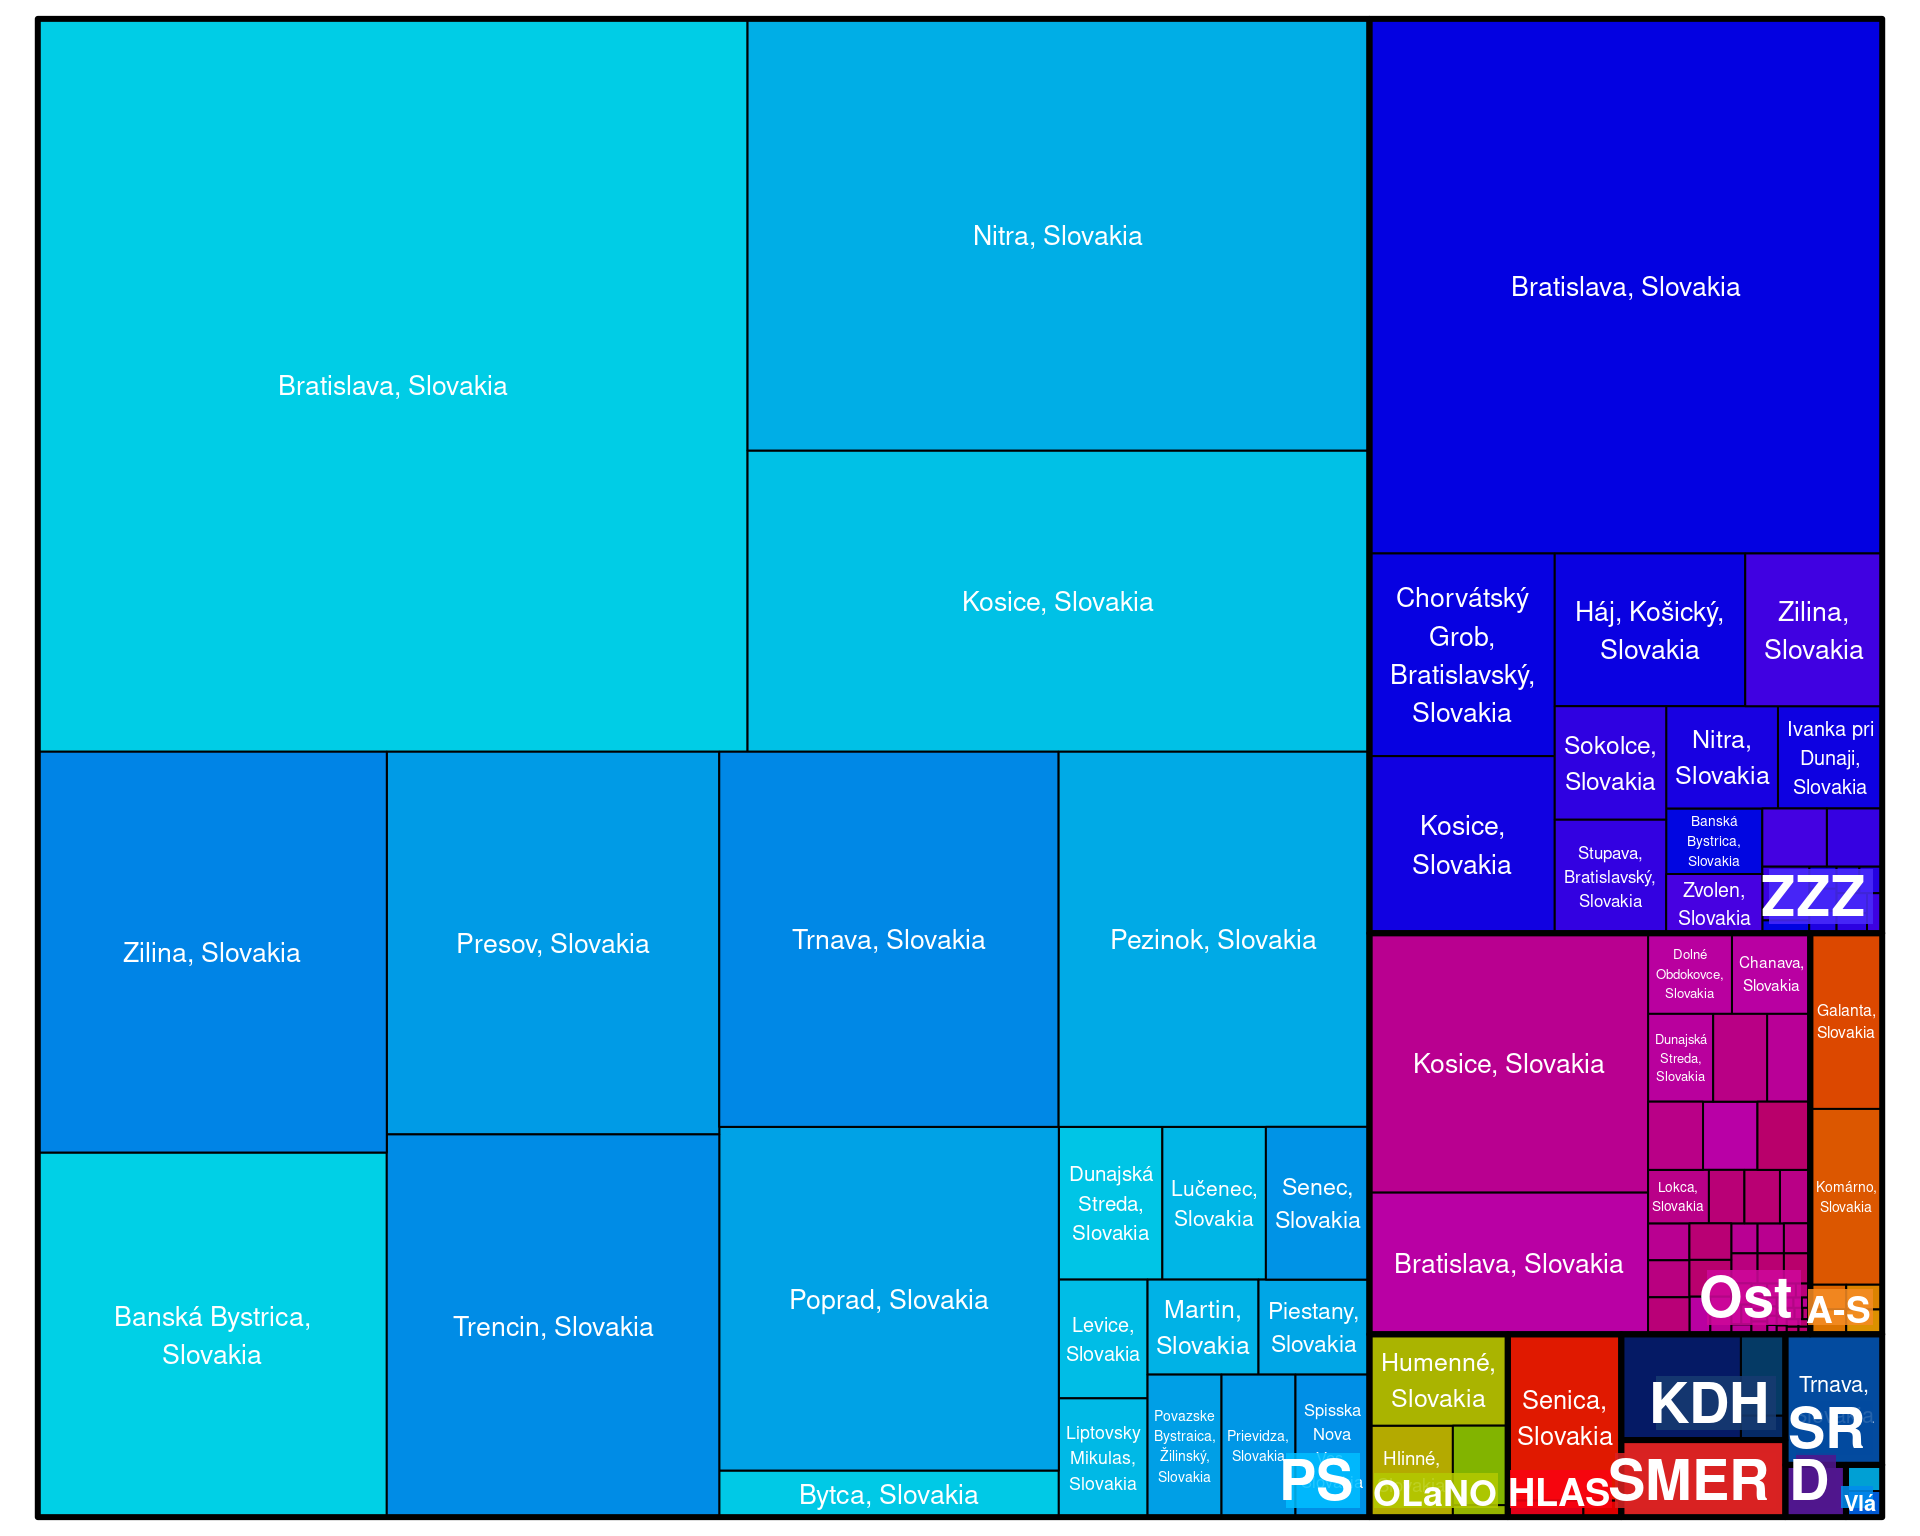 Bratislava, Slovakia
Nitra, Slovakia
Kosice, Slovakia
Zilina, Slovakia
Presov, Slovakia
Trnava, Slovakia
Pezinok, Slovakia
Banská Bystrica,
Slovakia
Trencin, Slovakia
Poprad, Slovakia
Bytca, Slovakia
Dunajská
Streda,
Slovakia
Lučenec,
Slovakia
Senec,
Slovakia
Levice,
Slovakia
Martin,
Slovakia
Piestany,
Slovakia
Liptovsky
Mikulas,
Slovakia
Povazske
Bystraica,
Žilinský,
Slovakia
Prievidza,
Slovakia
Spisska
Nova
PS
Bratislava, Slovakia
Chorvátský
Grob,
Bratislavský,
Slovakia
Háj, Košický,
Slovakia
Zilina,
Slovakia
Kosice,
Slovakia
Sokolce,
Slovakia
Nitra,
Slovakia
Ivanka pri
Dunaji,
Slovakia
Stupava,
Bratislavský,
Slovakia
Banská
Bystrica,
Slovakia
Zvolen,
Slovakia
ZZZ
Kosice, Slovakia
Bratislava, Slovakia
Dolné
Obdokovce,
Slovakia
Chanava,
Slovakia
Dunajská
Streda,
Slovakia
Lokca,
Slovakia
Ost
Galanta,
Slovakia
Komárno,
Slovakia
A-S
Humenné,
Slovakia
Hlinné,
OLaNO
Senica,
Slovakia
HLAS
KDH
SMER
Trnava,
SR
D
Vlá